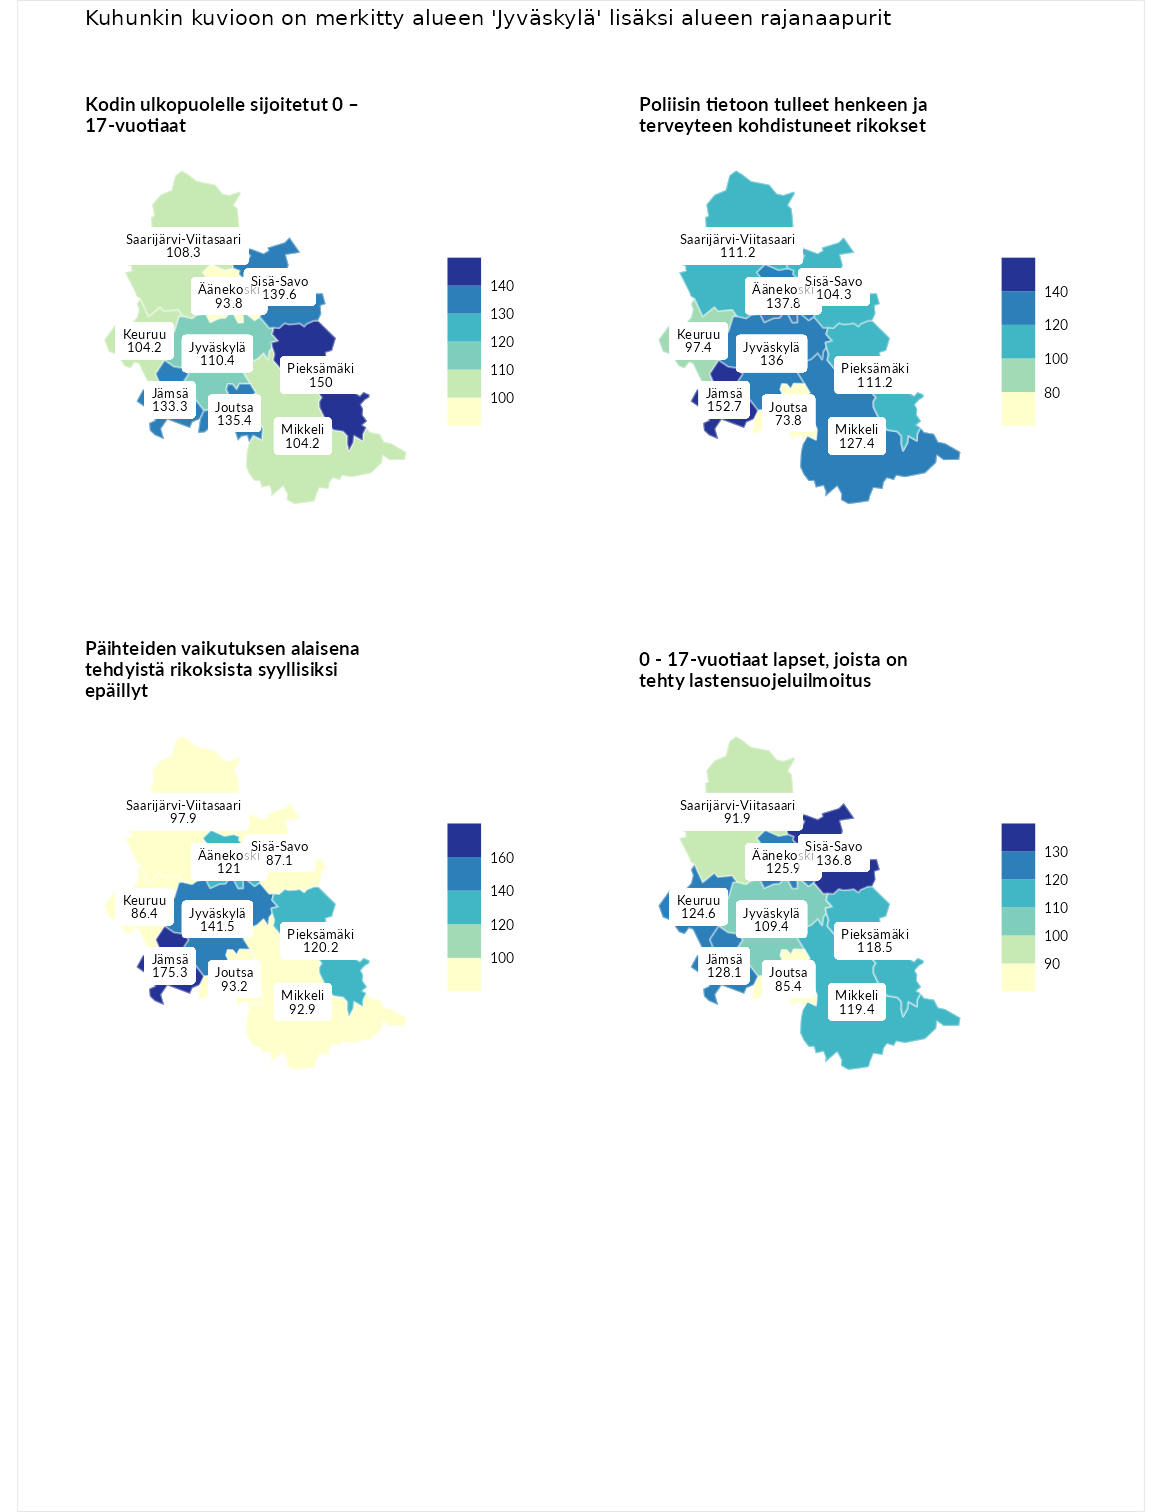 Kuhunkin kuvioon on merkitty alueen 'Jyväskylä' lisäksi alueen rajanaapurit
Kodin ulkopuolelle sijoitetut 0 –
17-vuotiaat
Saarijärvi-Viitasaari
108.3
Sisä-Savo
139.6
Äänekoski
93.8
Keuruu
104.2
Jyväskylä
110.4
Pieksämäki
150
Jämsä
133.3
Joutsa
135.4
Mikkeli
104.2
140
130
120
110
100
Poliisin tietoon tulleet henkeen ja
terveyteen kohdistuneet rikokset
Saarijärvi-Viitasaari
111.2
Sisä-Savo
104.3
Äänekoski
137.8
Keuruu
97.4
Jyväskylä
136
Pieksämäki
111.2
Jämsä
152.7
Joutsa
73.8
Mikkeli
127.4
140
120
100
80
Päihteiden vaikutuksen alaisena
tehdyistä rikoksista syyllisiksi
epäillyt
Saarijärvi-Viitasaari
97.9
Sisä-Savo
87.1
Äänekoski
121
Keuruu
86.4
Jyväskylä
141.5
Pieksämäki
120.2
Jämsä
175.3
Joutsa
93.2
Mikkeli
92.9
160
140
120
100
0 - 17-vuotiaat lapset, joista on
tehty lastensuojeluilmoitus
Saarijärvi-Viitasaari
91.9
Sisä-Savo
136.8
Äänekoski
125.9
Keuruu
124.6
Jyväskylä
109.4
Pieksämäki
118.5
Jämsä
128.1
Joutsa
85.4
Mikkeli
119.4
130
120
110
100
90